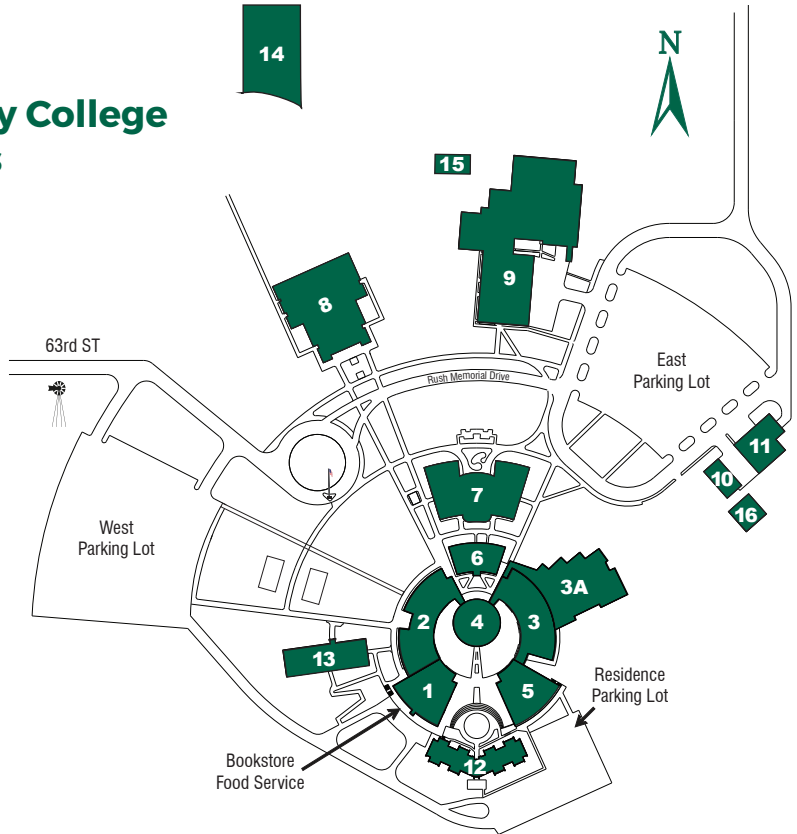 14
N
y College
s
15
9
8
63rd ST
East
Parking Lot
Rush Memorial Drive
11
10
7
16
West
Parking Lot
6
3A
2
4
3
13
Residence
Parking Lot
1
5
Bookstore
Food Service
12